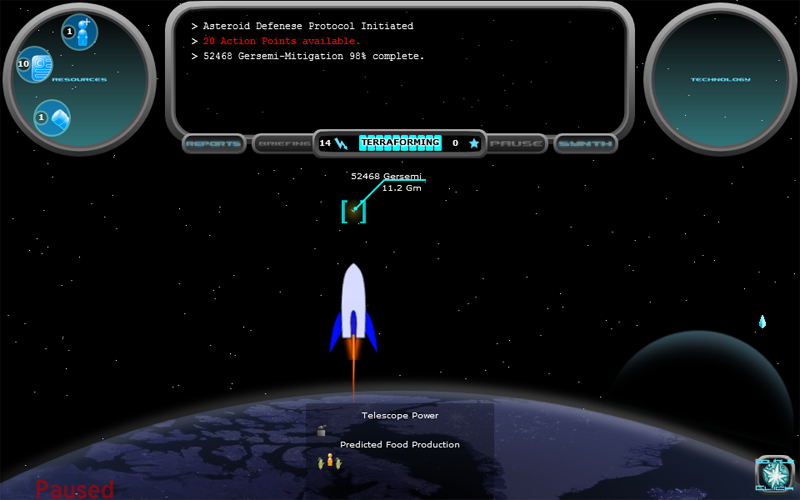 > Asteroid Defenese Protocol Initiated
> 20 Action Points available.
> 52468 Gersemi-Mitigation 98% complete.
1
10
RESOURCES
1
TECHNOLOGY
REPORTS
BRIEFING
14
TERRAFORMING
0
PAUSE
SYNTH
52468 Gersemi
11.2 Gm
Telescope Power
Predicted Food Production
Paused